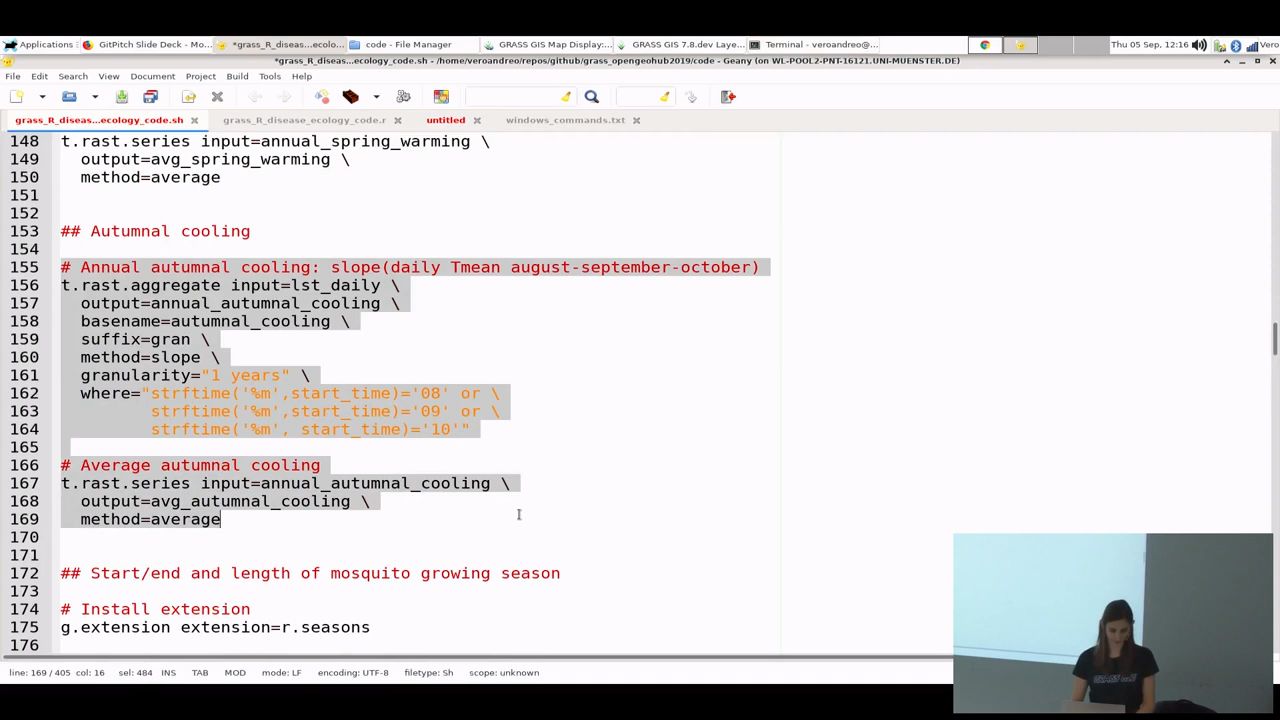 Applications
GitPitch Slide Deck - Mo...
*grass_R_diseas...ecolo...
code - File Manager
GRASS GIS Map Display:...
GRASS GIS 7.8.dev Laye...
Terminal - veroandreo@...
Thu 05 Sep, 12:16
Vero
*grass_R_diseas...ecology_code.sh - /home/veroandreo/repos/github/grass_opengeohub2019/code - Geany (on WL-POOL2-PNT-16121.UNI-MUENSTER.DE)
File Edit Search View Document Project Build Tools Help
grass_R_diseas...ecology_code.sh
grass_R_disease_ecology_code.r
untitled
windows_commands.txt
148 t.rast.series input=annual_spring_warming \
149 output=avg_spring_warming \
150 method=average
151
152
153 ## Autumnal cooling
154
155 # Annual autumnal cooling: slope(daily Tmean august-september-october)
156 t.rast.aggregate input=lst_daily \
157 output=annual_autumnal_cooling \
158 basename=autumnal_cooling \
159 suffix=gran \
160 method=slope \
161 granularity="1 years" \
162 where="strftime('%m',start_time)='08' or \
163 strftime('%m',start_time)='09' or \
164 strftime('%m', start_time)='10'"
165
166 # Average autumnal cooling
167 t.rast.series input=annual_autumnal_cooling \
168 output=avg_autumnal_cooling \
169 method=average
170
171
172 ## Start/end and length of mosquito growing season
173
174 # Install extension
175 g.extension extension=r.seasons
176
line: 169 / 405 col: 16 sel: 484 INS TAB MOD mode: LF encoding: UTF-8 filetype: Sh scope: unknown